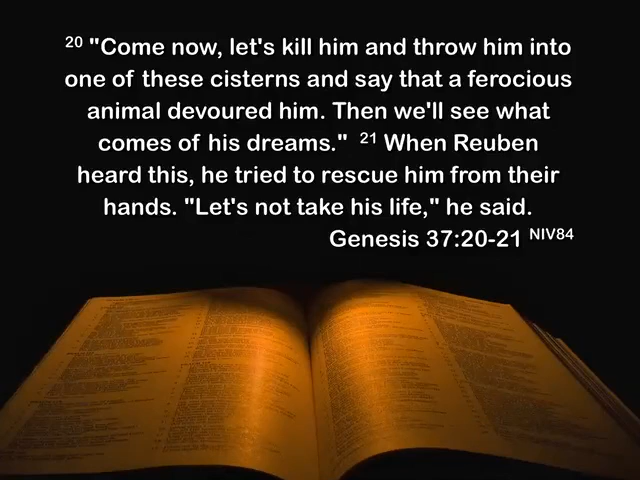 20 "Come now, let's kill him and throw him into
one of these cisterns and say that a ferocious
animal devoured him. Then we'll see what
comes of his dreams." 21 When Reuben
heard this, he tried to rescue him from their
hands. "Let's not take his life," he said.
Genesis 37:20-21 NIV84